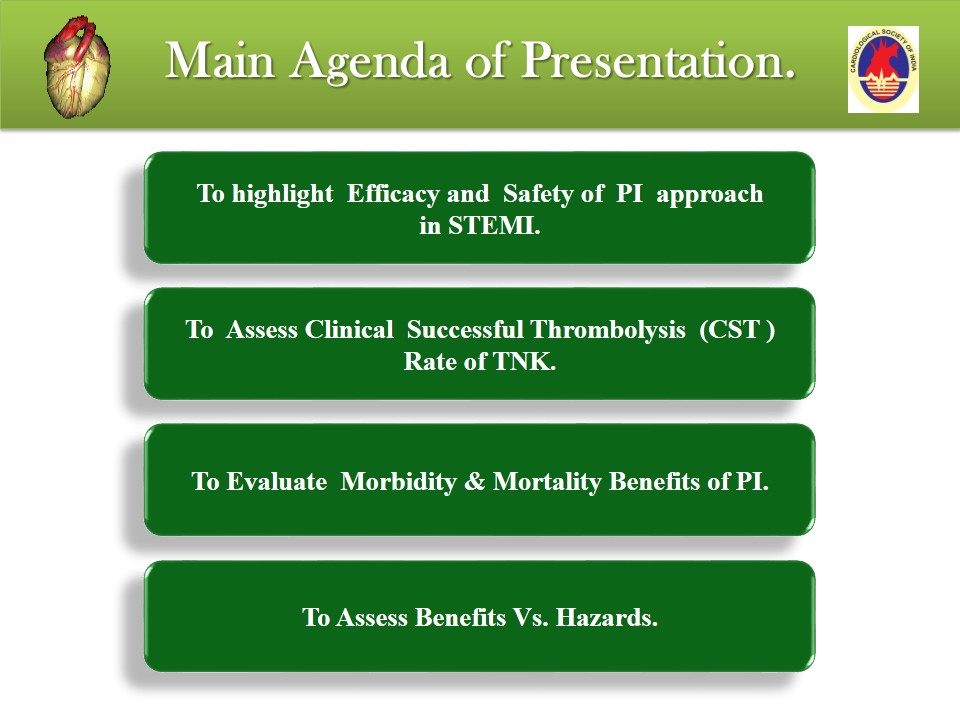 Main Agenda of Presentation.
CARDIOLOGICAL SOCIETY OF INDIA
To highlight Efficacy and Safety of PI approach
in STEMI.
To Assess Clinical Successful Thrombolysis (CST )
Rate of TNK.
To Evaluate Morbidity & Mortality Benefits of PI.
To Assess Benefits Vs. Hazards.